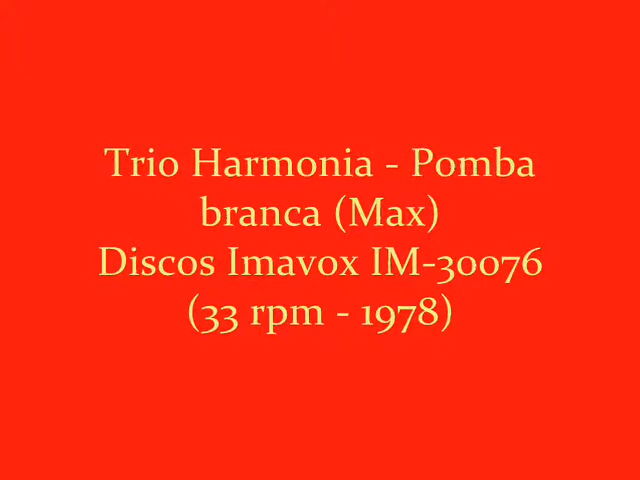 Trio Harmonia - Pomba
branca (Max)
Discos Imavox IM-30076
(33 rpm - 1978)